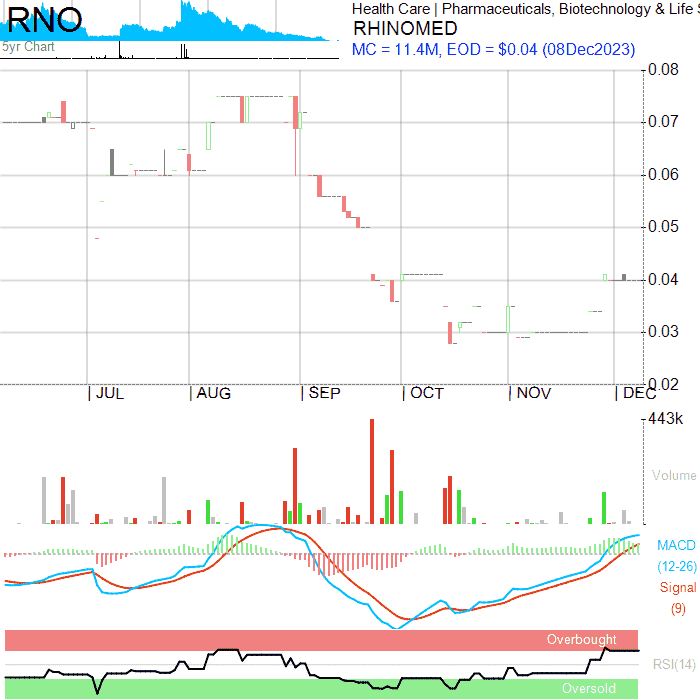 RNO
5yr Chart
Health Care | Pharmaceuticals, Biotechnology & Life S
RHINOMED
MC = 11.4M, EOD = $0.04 (08Dec2023)
0.08
0.07
0.06
0.05
0.04
0.03
0.02
JUL AUG SEP OCT NOV DEC
443k
Volume
MACD
(12-26)
Signal
(9)
Overbought
RSI(14)
Oversold